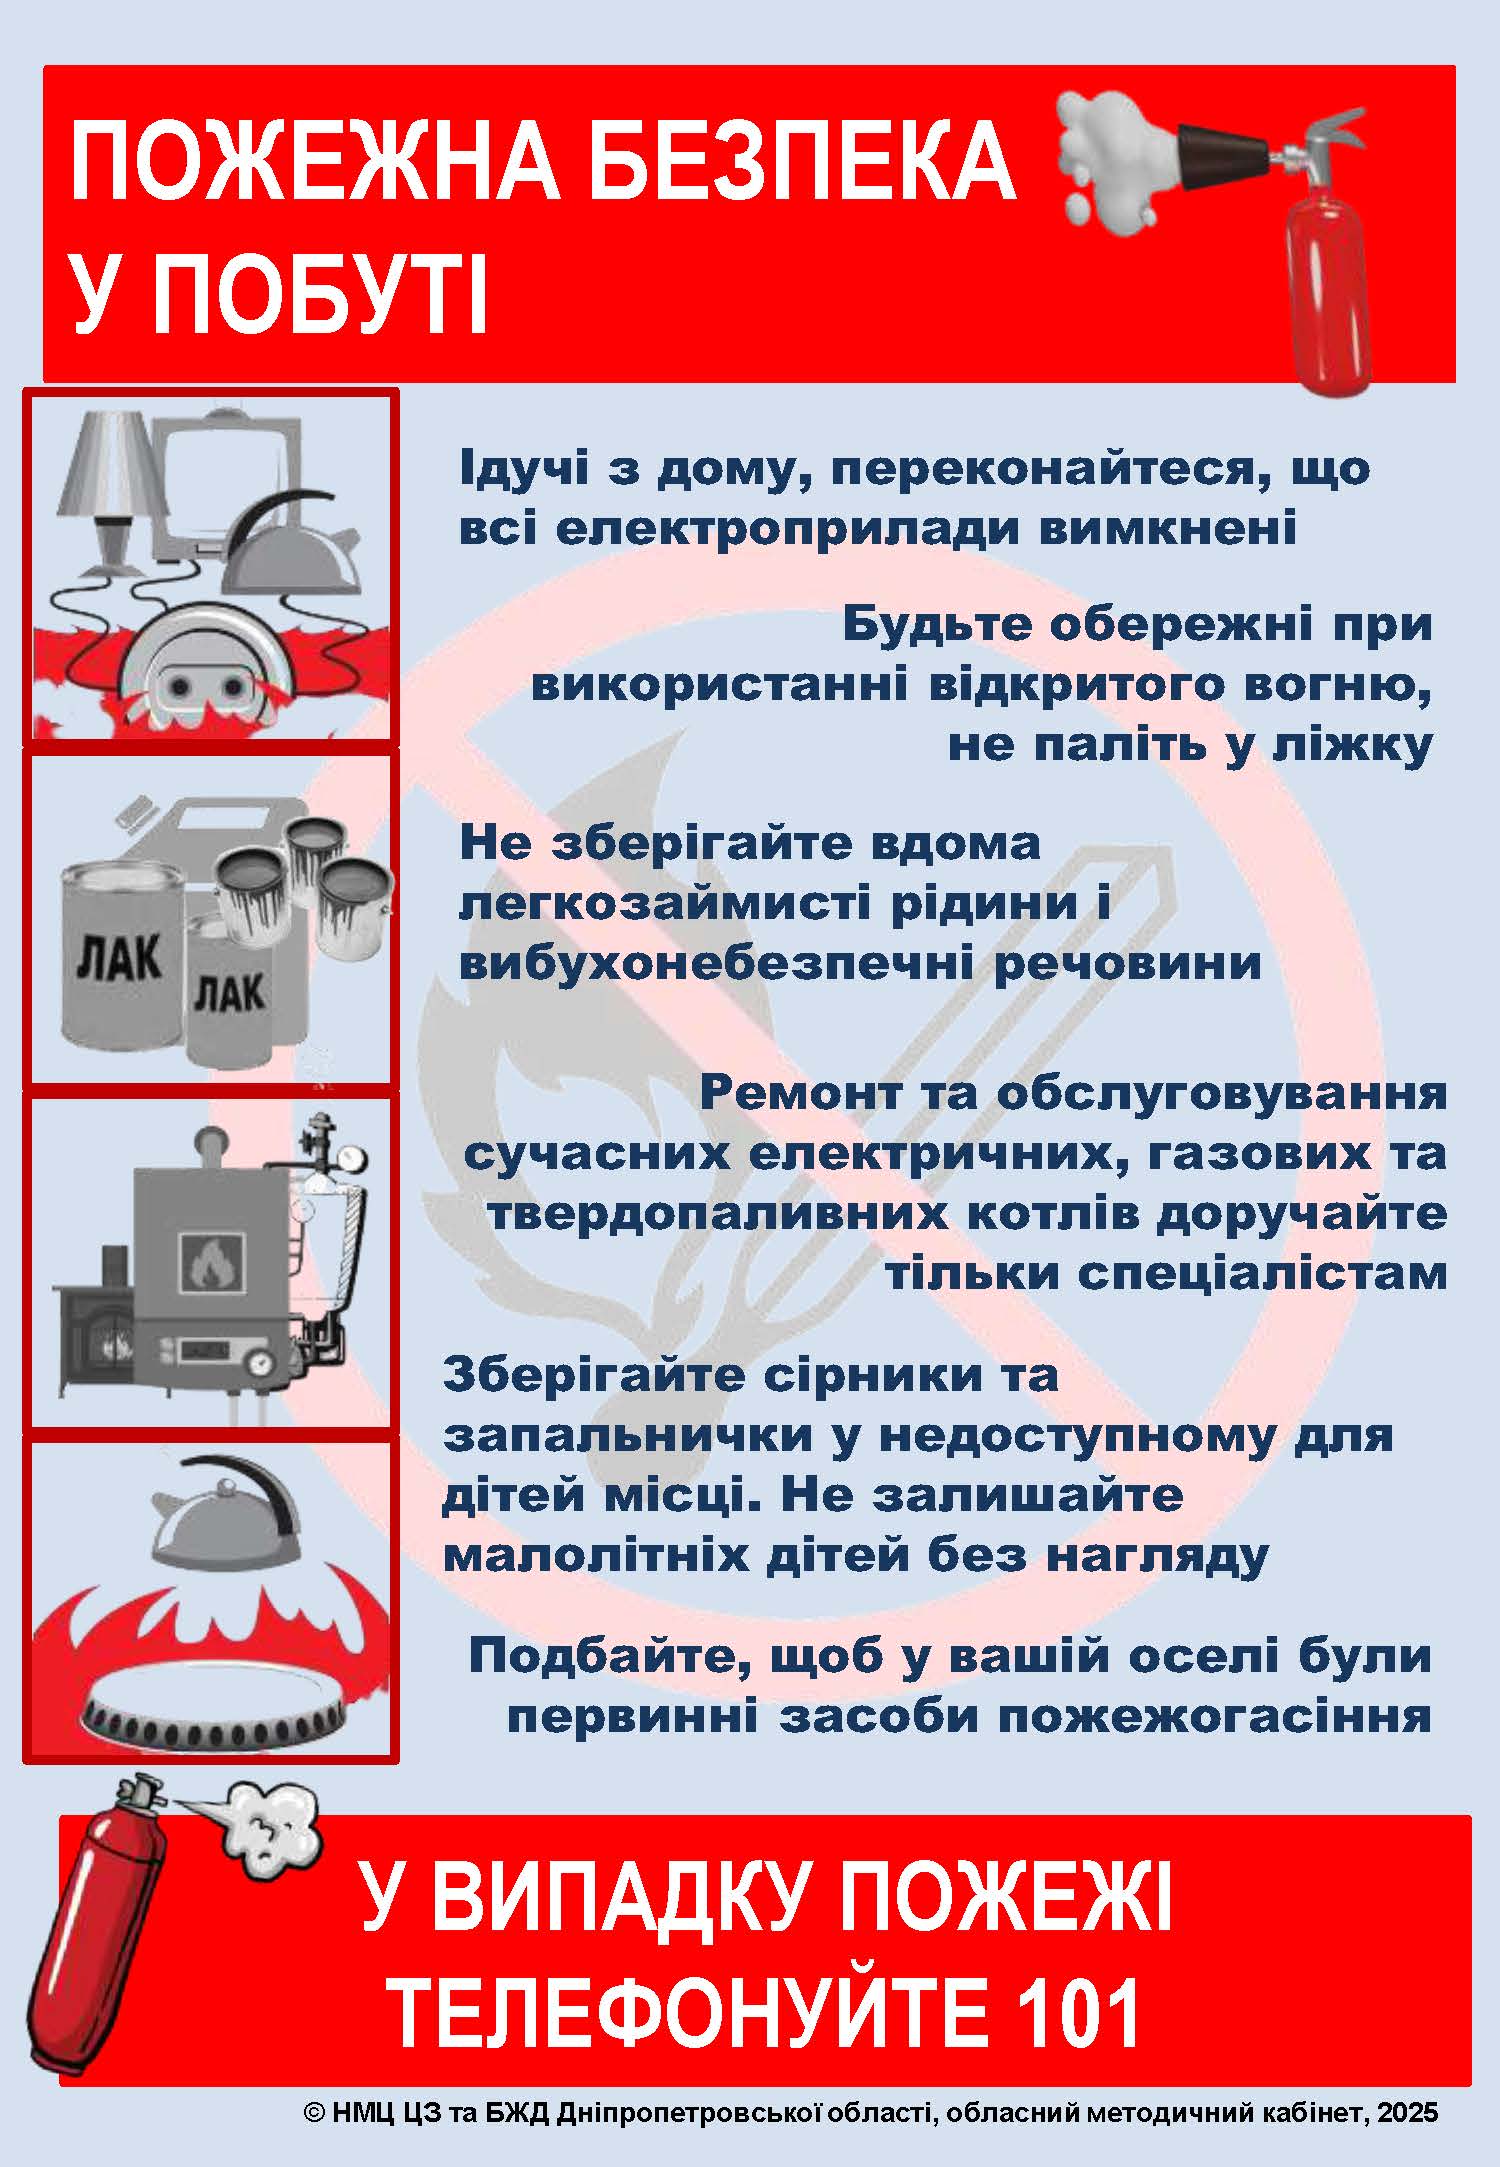 ПОЖЕЖНА БЕЗПЕКА
У ПОБУТІ
Ідучі з дому, переконайтеся, що
всі електроприлади вимкнені
Будьте обережні при
використанні відкритого вогню,
не паліть у ліжку
ЛАК
ЛАК
Не зберігайте вдома
легкозаймисті рідини і
вибухонебезпечні речовини
Ремонт та обслуговування
сучасних електричних, газових та
твердопаливних котлів доручайте
тільки спеціалістам
Зберігайте сірники та
запальнички у недоступному для
дітей місці. Не залишайте
малолітніх дітей без нагляду
Подбайте, щоб у вашій оселі були
первинні засоби пожежогасіння
У ВИПАДКУ ПОЖЕЖІ
ТЕЛЕФОНУЙТЕ 101
© НМЦ ЦЗ та БЖД Дніпропетровської області, обласний методичний кабінет, 2025